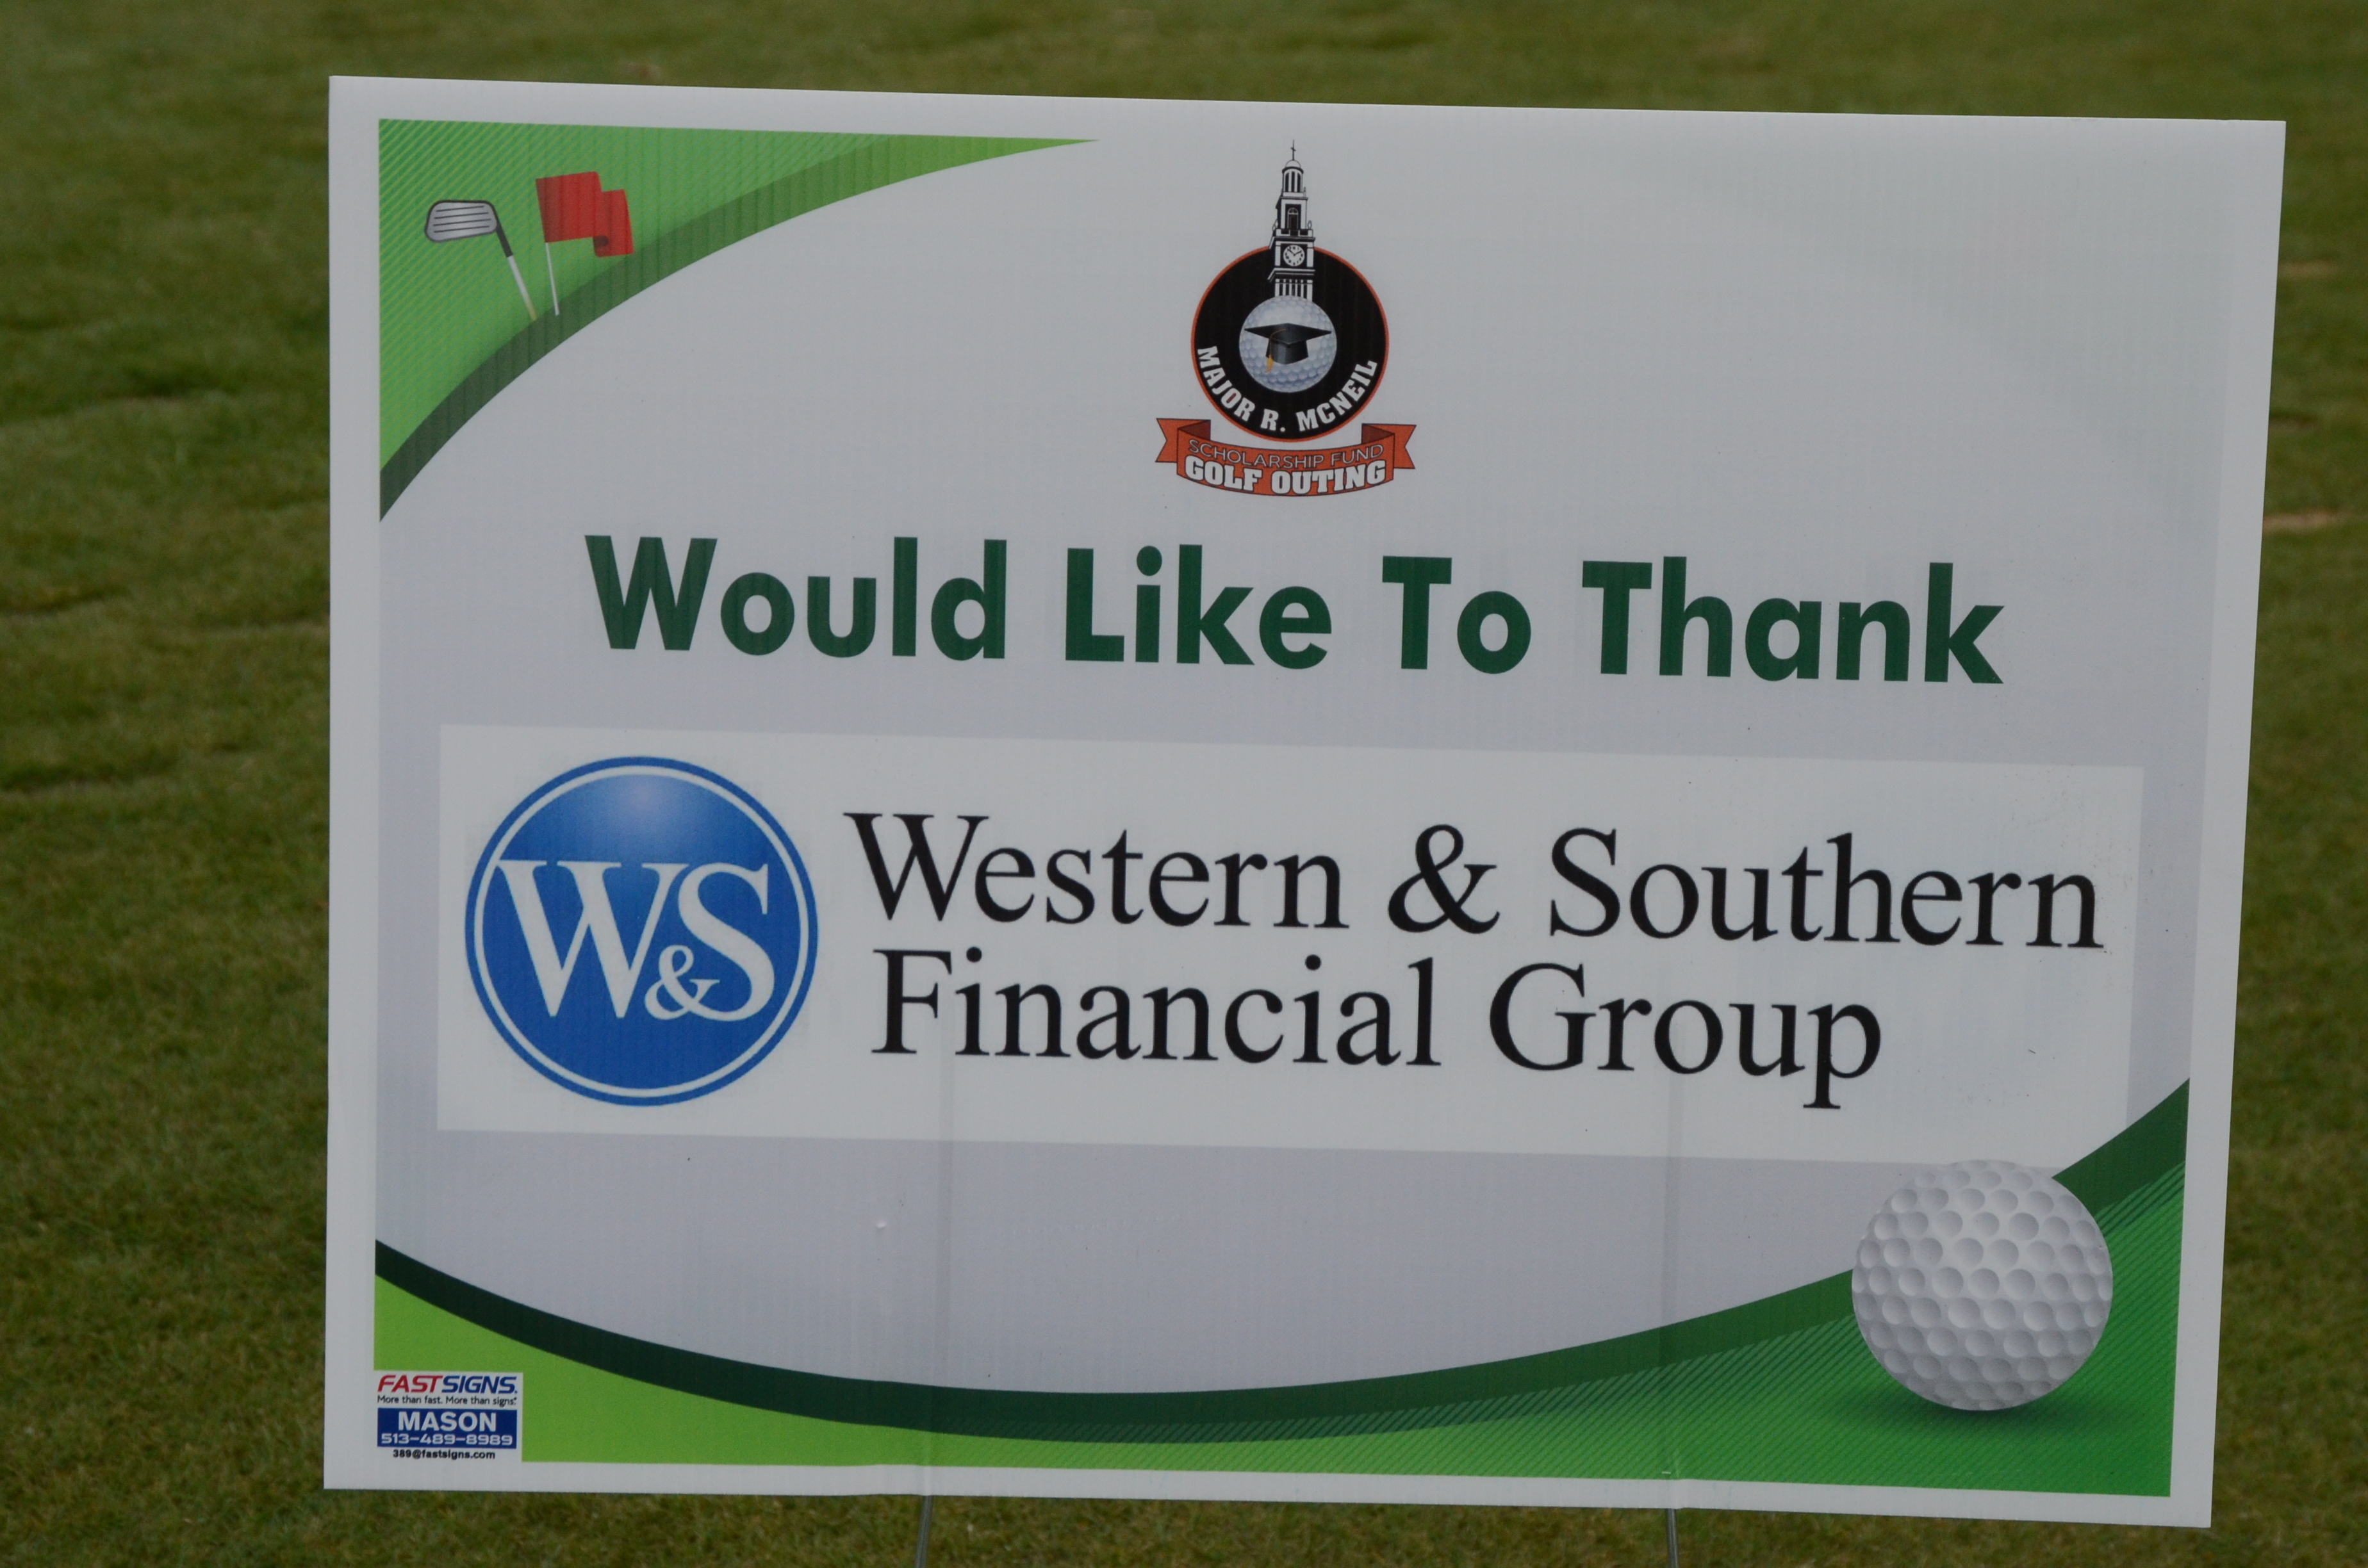 MAJOR R. MCNEIL
SCHOLARSHIP FUND
GOLF OUTING
Would Like To Thank
W&S
Western & Southern
Financial Group
FASTSIGNS.
More than fast. More than signs.
MASON
513-489-8989
389@fastsigns.com